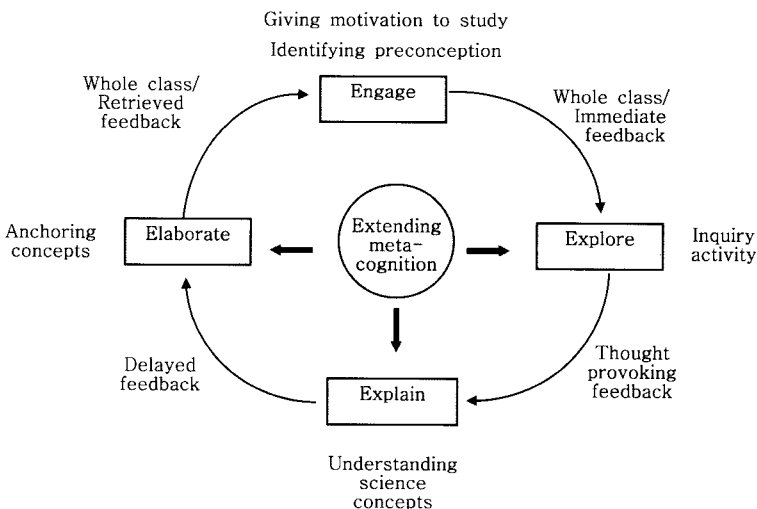 Giving motivation to study
Identifying preconception
Engage
Whole class/
Retrieved
feedback
Whole class/
Immediate
feedback
Anchoring
concepts
Elaborate
Extending
meta-
cognition
Explore
Inquiry
activity
Delayed
feedback
Thought
provoking
feedback
Explain
Understanding
science
concepts